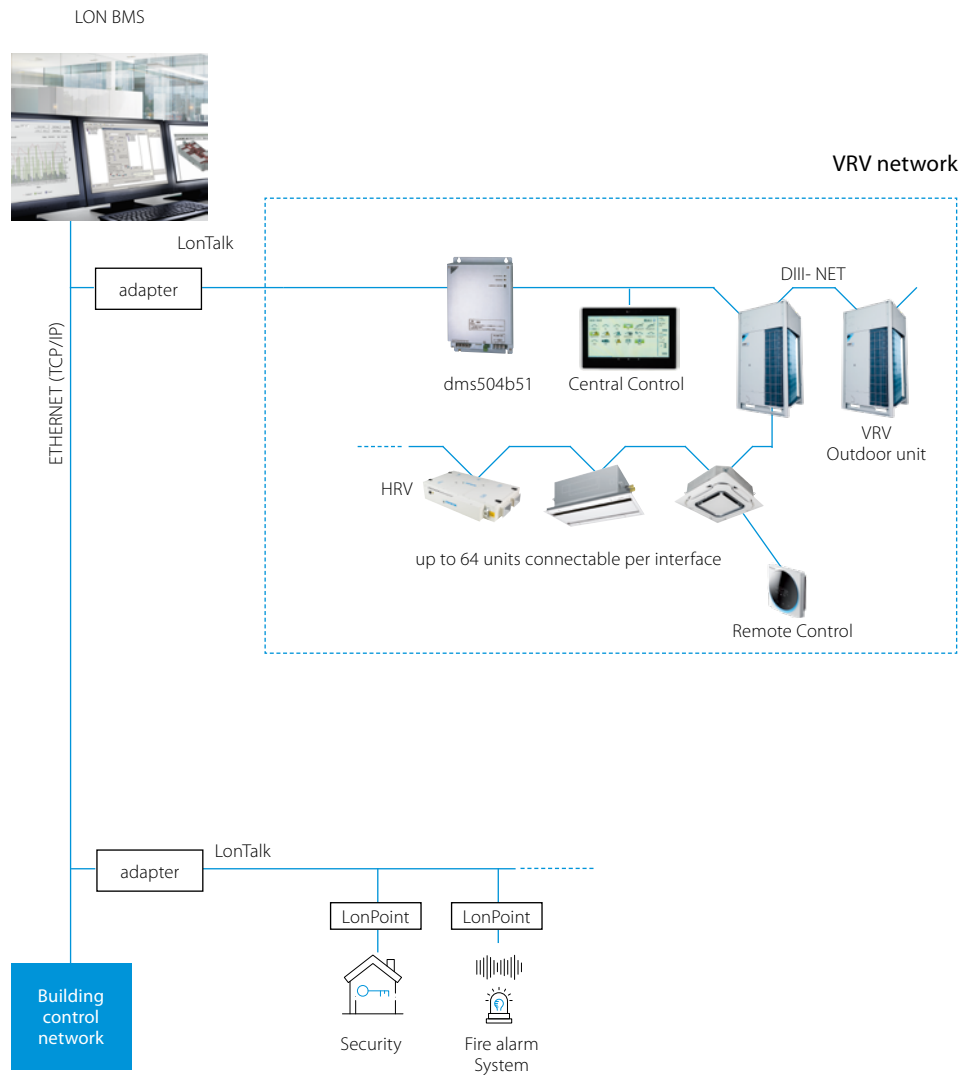 LON BMS
VRV network
LonTalk
adapter
DIII- NET
ETHERNET (TCP/IP)
dms504b51
Central Control
VRV
Outdoor unit
HRV
up to 64 units connectable per interface
Remote Control
LonTalk
adapter
LonPoint
LonPoint
Building
control
network
Security
Fire alarm
System